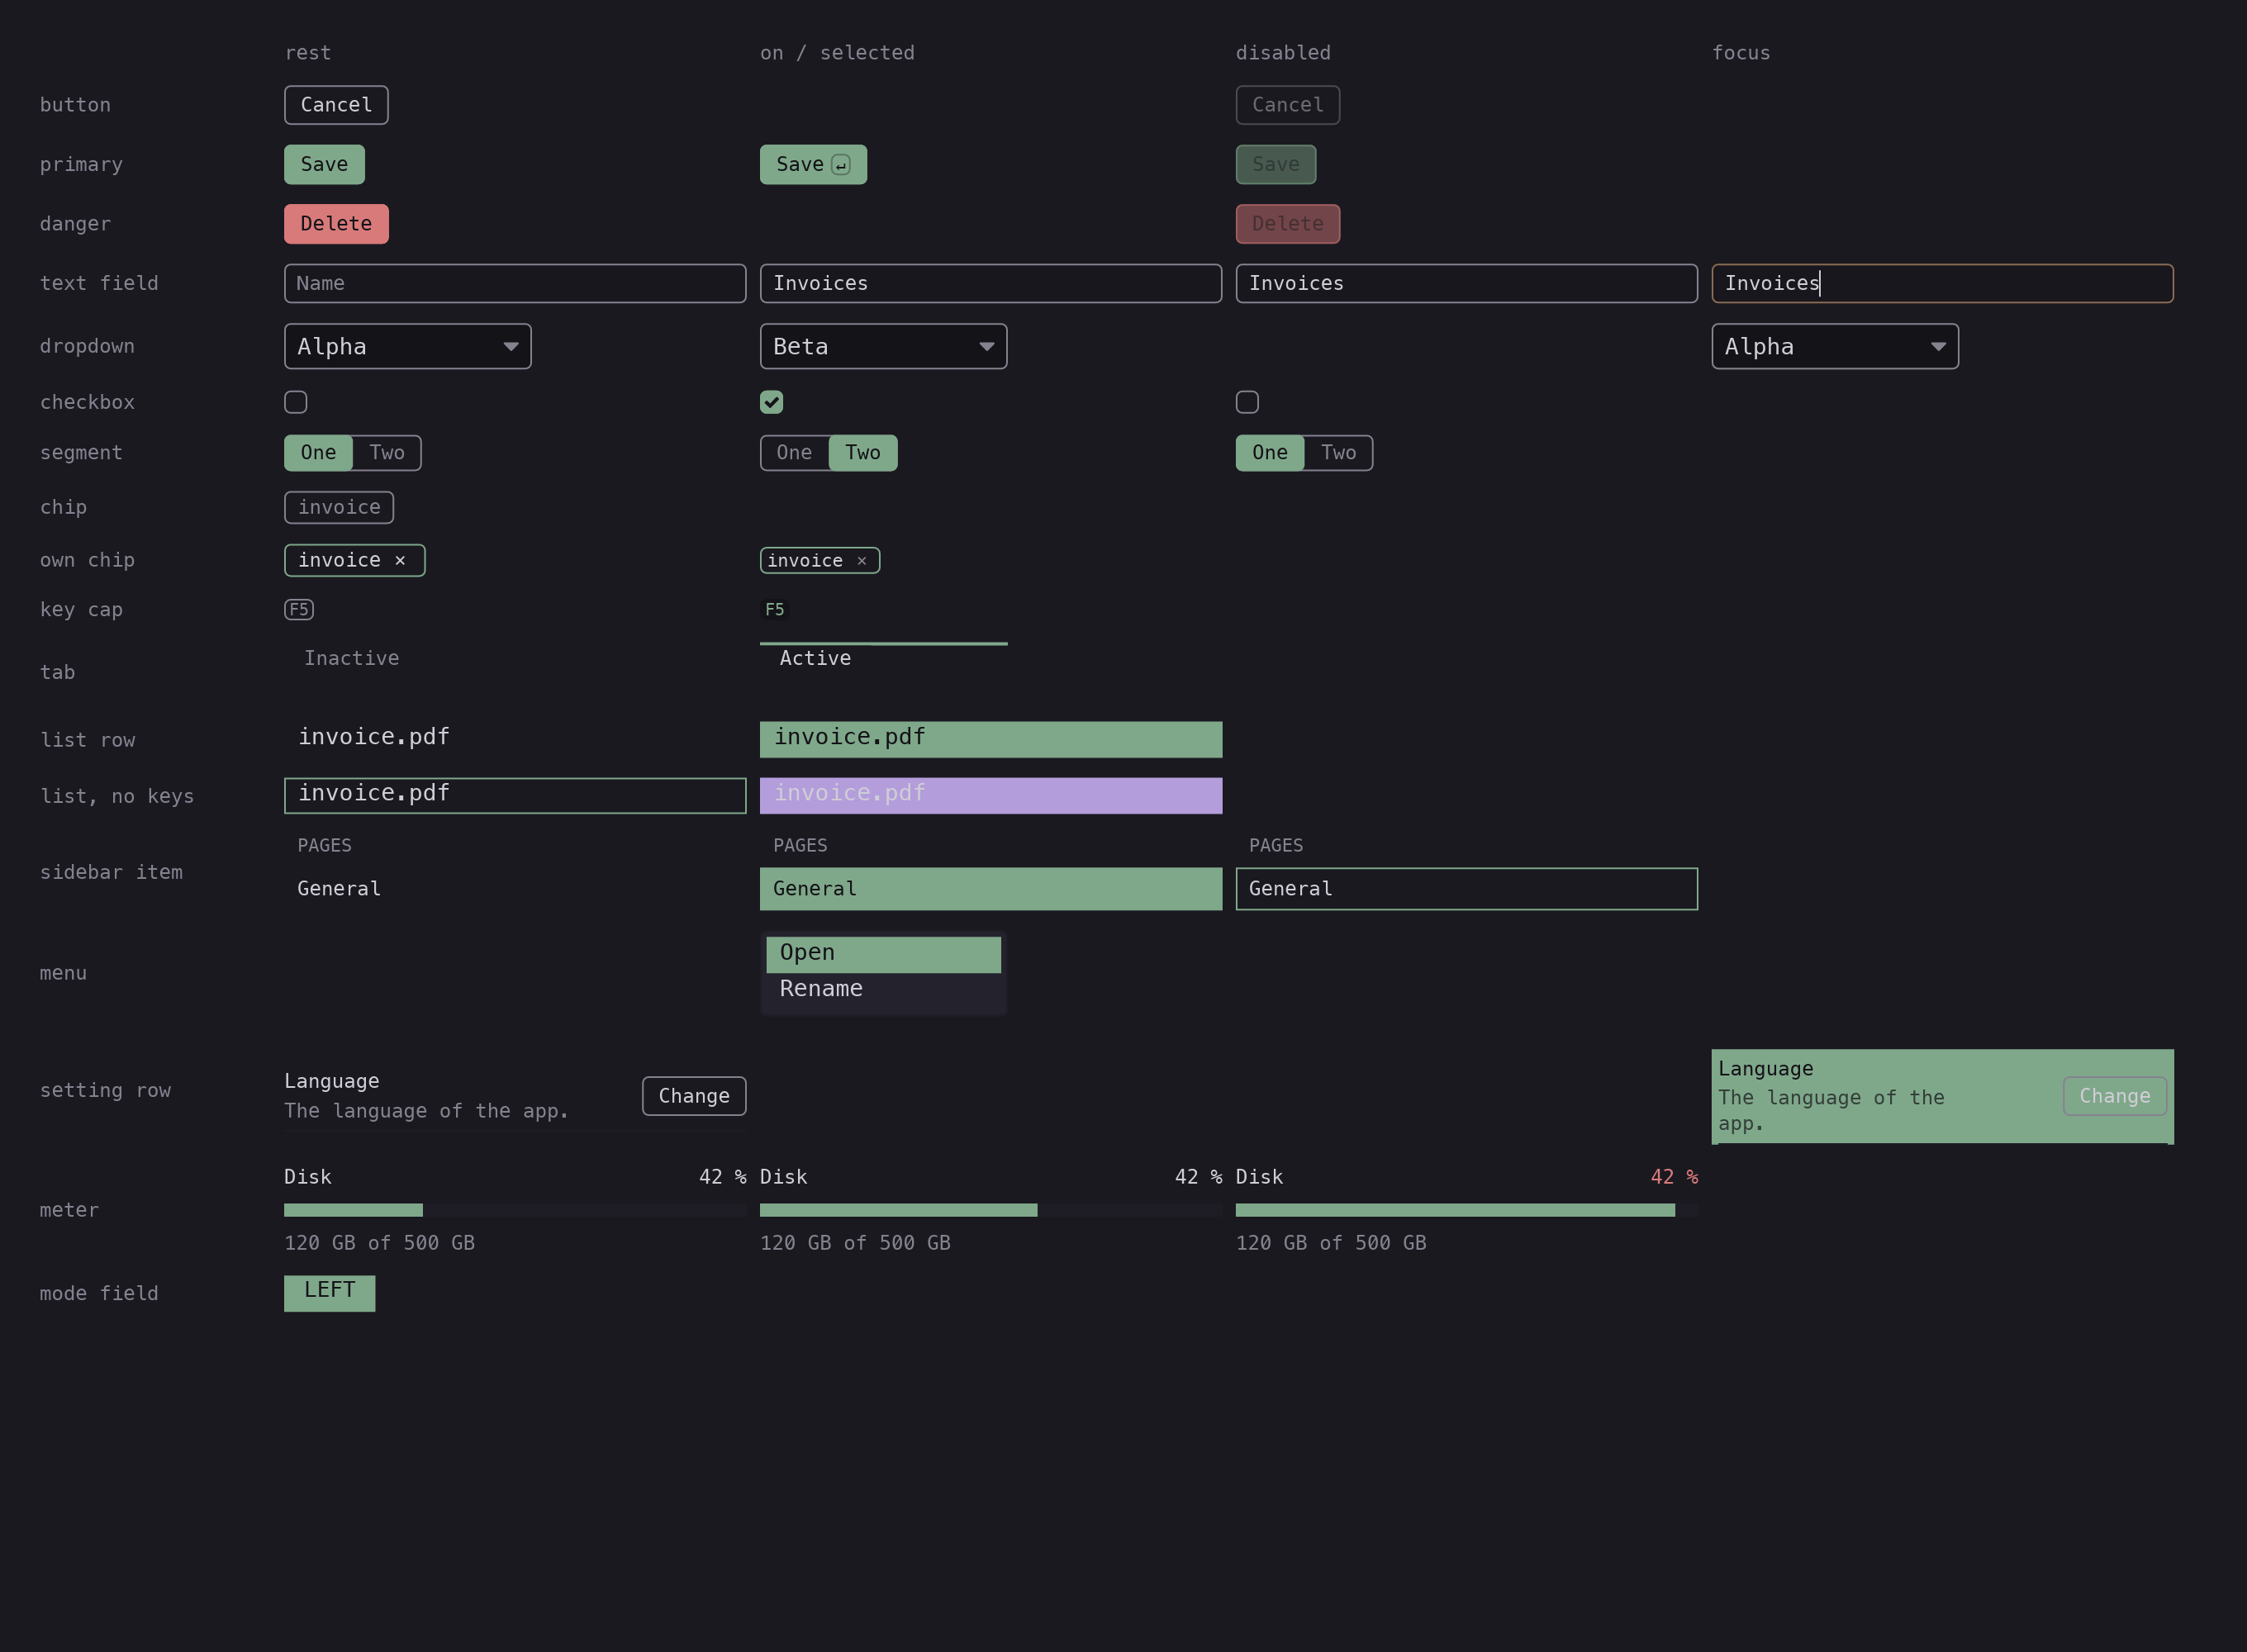 rest on / selected disabled focus
button Cancel Cancel
primary Save Save ↵ Save
danger Delete Delete
text field Name Invoices Invoices Invoices
dropdown Alpha Beta Alpha
checkbox
segment One Two One Two One Two
chip invoice
own chip invoice × invoice ×
key cap F5 F5
tab Inactive Active
list row invoice.pdf invoice.pdf
list, no keys invoice.pdf invoice.pdf
PAGES PAGES PAGES
sidebar item
General General General
Open
menu
Rename
Language
setting row Language Change
The language of the app.
The language of the Change
app.
Disk 42 % Disk 42 % Disk 42 %
meter
120 GB of 500 GB 120 GB of 500 GB 120 GB of 500 GB
mode field LEFT